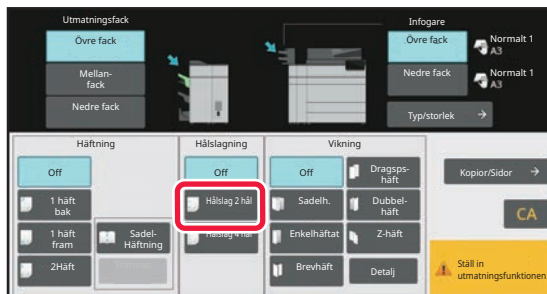 Utmatningsfack
Övre fack
Mellan-
fack
Nedre fack
Infogare
Övre fack
Normalt 1
A3
Nedre fack
Normalt 1
A3
Typ/storlek
Häftning
Off
1 häft
bak
1 häft
fram
2Häft
Sadel-
Häftning
Hålslagning
Off
Hålslag 2 hål
Hålslag 4 hål
Vikning
Off
Sadelh.
Enkelhäftat
Brevhäft
Dragsps-
häft
Dubbel-
häft
Z-häft
Detalj
Kopior/Sidor
CA
Ställ in
utmatningsfunktionen.